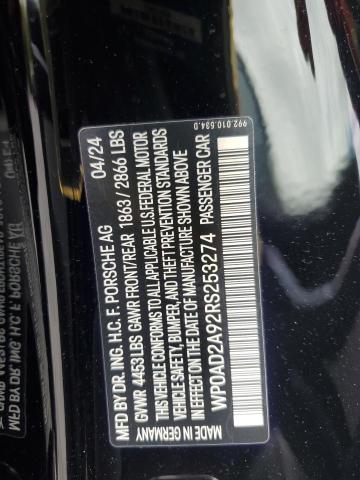 MFD BY DR. ING. H.C. F. PORSCHE AG 04/24
GVWR 4453 LBS GAWR FRONT/REAR 1863 / 2866 LBS
THIS VEHICLE CONFORMS TO ALL APPLICABLE U.S. FEDERAL MOTOR
VEHICLE SAFETY, BUMPER, AND THEFT PREVENTION STANDARDS
IN EFFECT ON THE DATE OF MANUFACTURE SHOWN ABOVE
WP0AD2A92RS253274 PASSENGER CAR
MADE IN GERMANY
992.010.634.D